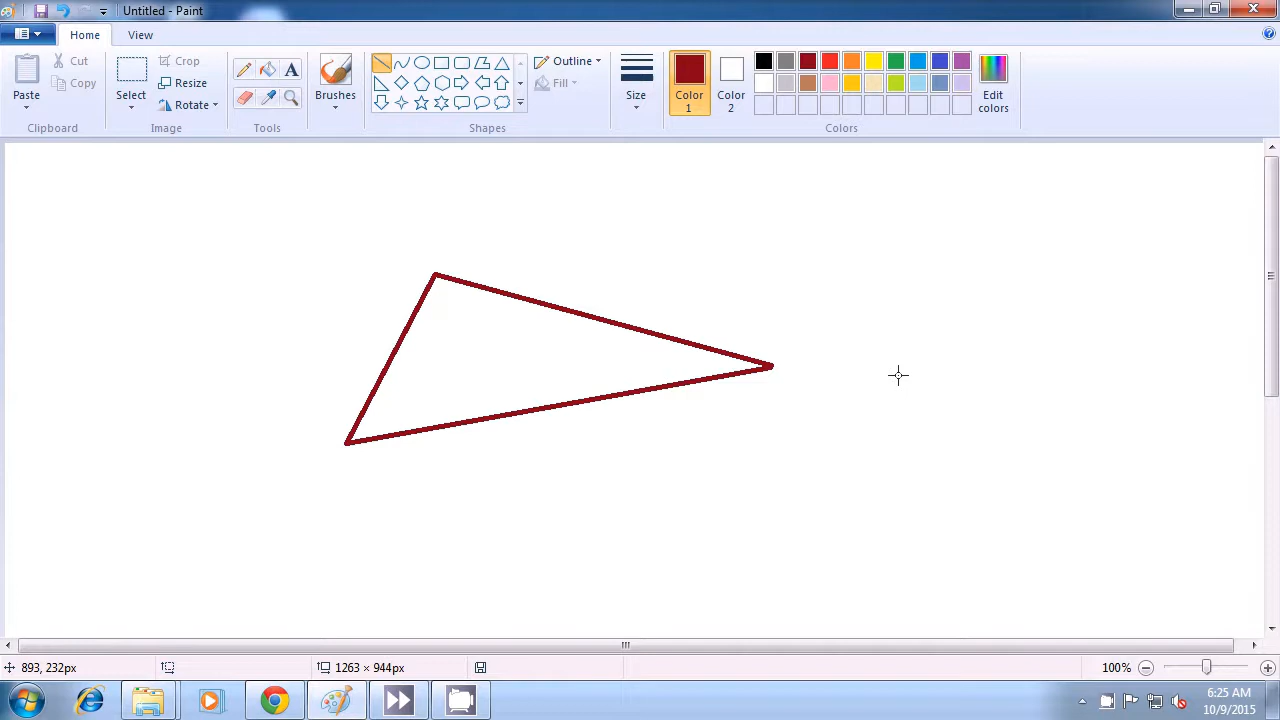 Untitled - Paint
Home View
Paste
Cut
Copy
Clipboard
Select
Crop
Resize
Rotate
Image
Tools
Brushes
Outline
Fill
Shapes
Size
Color 1
Color 2
Edit colors
Colors
893, 232px
1263 × 944px
100%
6:25 AM
10/9/2015